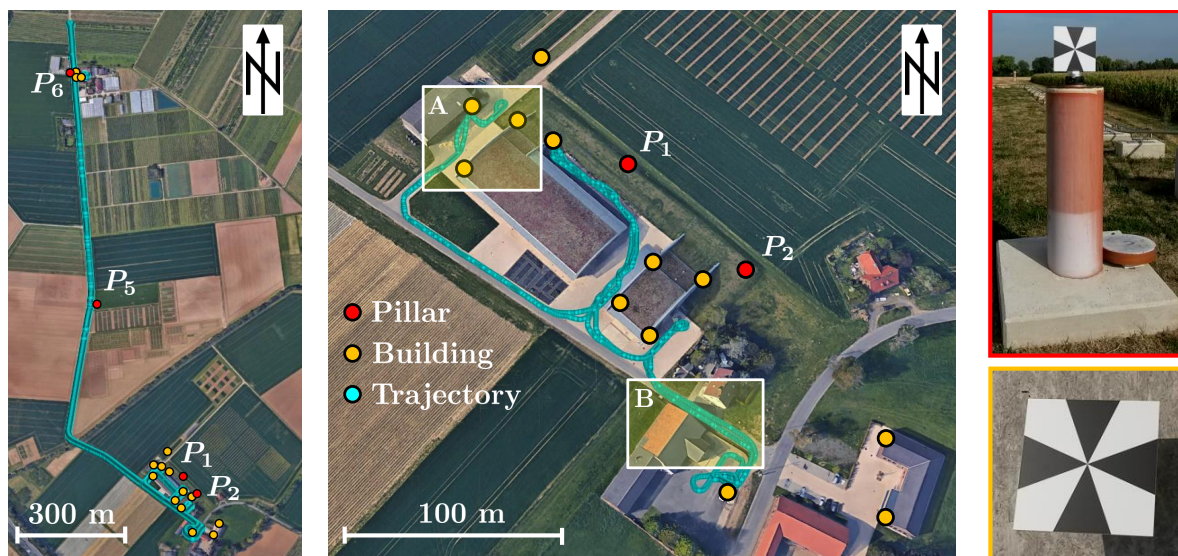 P6
P5
P1
P2
300 m
N
A
P1
P2
Pillar
Building
Trajectory
B
100 m
N